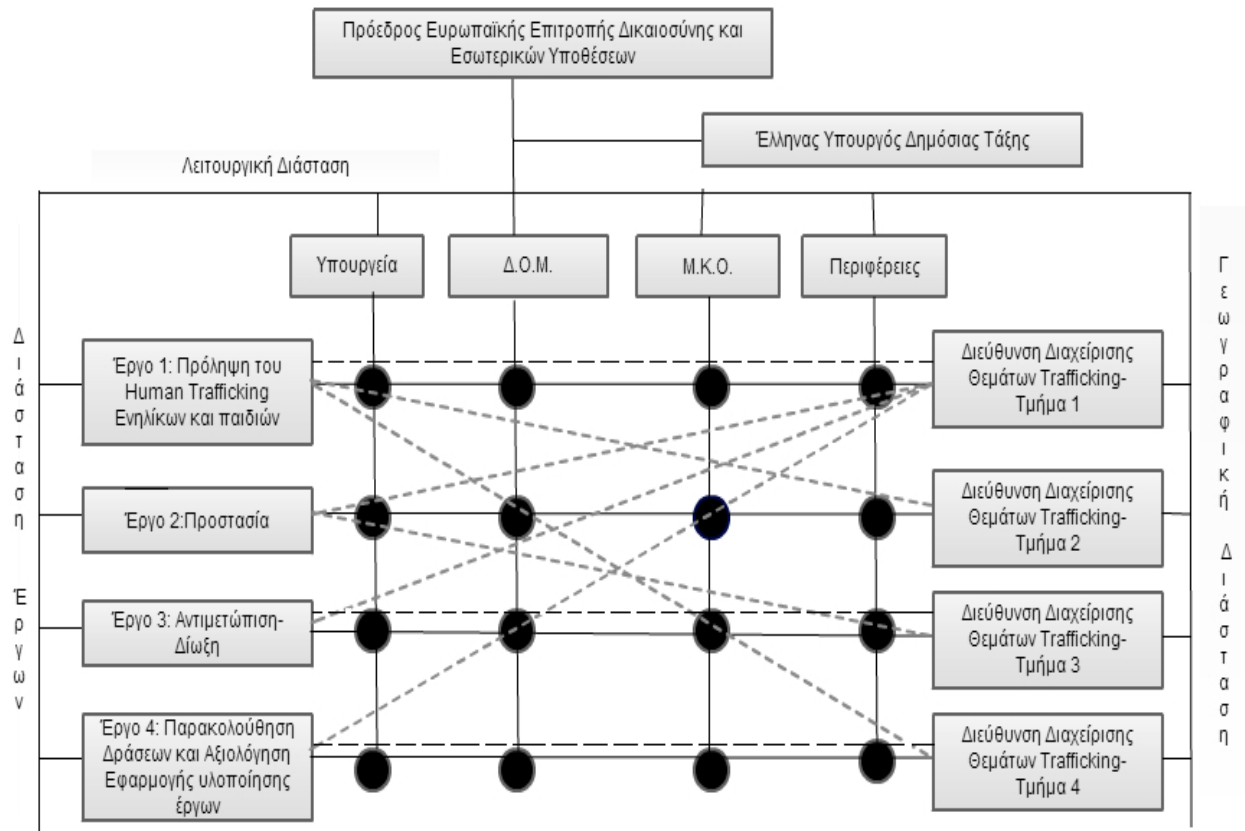 Πρόεδρος Ευρωπαϊκής Επιτροπής Δικαιοσύνης και
Εσωτερικών Υποθέσεων
Έλληνας Υπουργός Δημόσιας Τάξης
Λειτουργική Διάσταση
Υπουργεία
Δ.Ο.Μ.
Μ.Κ.Ο.
Περιφέρειες
Διάσταση Έργων
Έργο 1: Πρόληψη του
Human Trafficking
Ενηλίκων και παιδιών
Έργο 2:Προστασία
Έργο 3: Αντιμετώπιση-
Δίωξη
Έργο 4: Παρακολούθηση
Δράσεων και Αξιολόγηση
Εφαρμογής υλοποίησης
έργων
Διεύθυνση Διαχείρισης
Θεμάτων Trafficking-
Τμήμα 1
Διεύθυνση Διαχείρισης
Θεμάτων Trafficking-
Τμήμα 2
Διεύθυνση Διαχείρισης
Θεμάτων Trafficking-
Τμήμα 3
Διεύθυνση Διαχείρισης
Θεμάτων Trafficking-
Τμήμα 4
Γεωγραφική Διάσταση